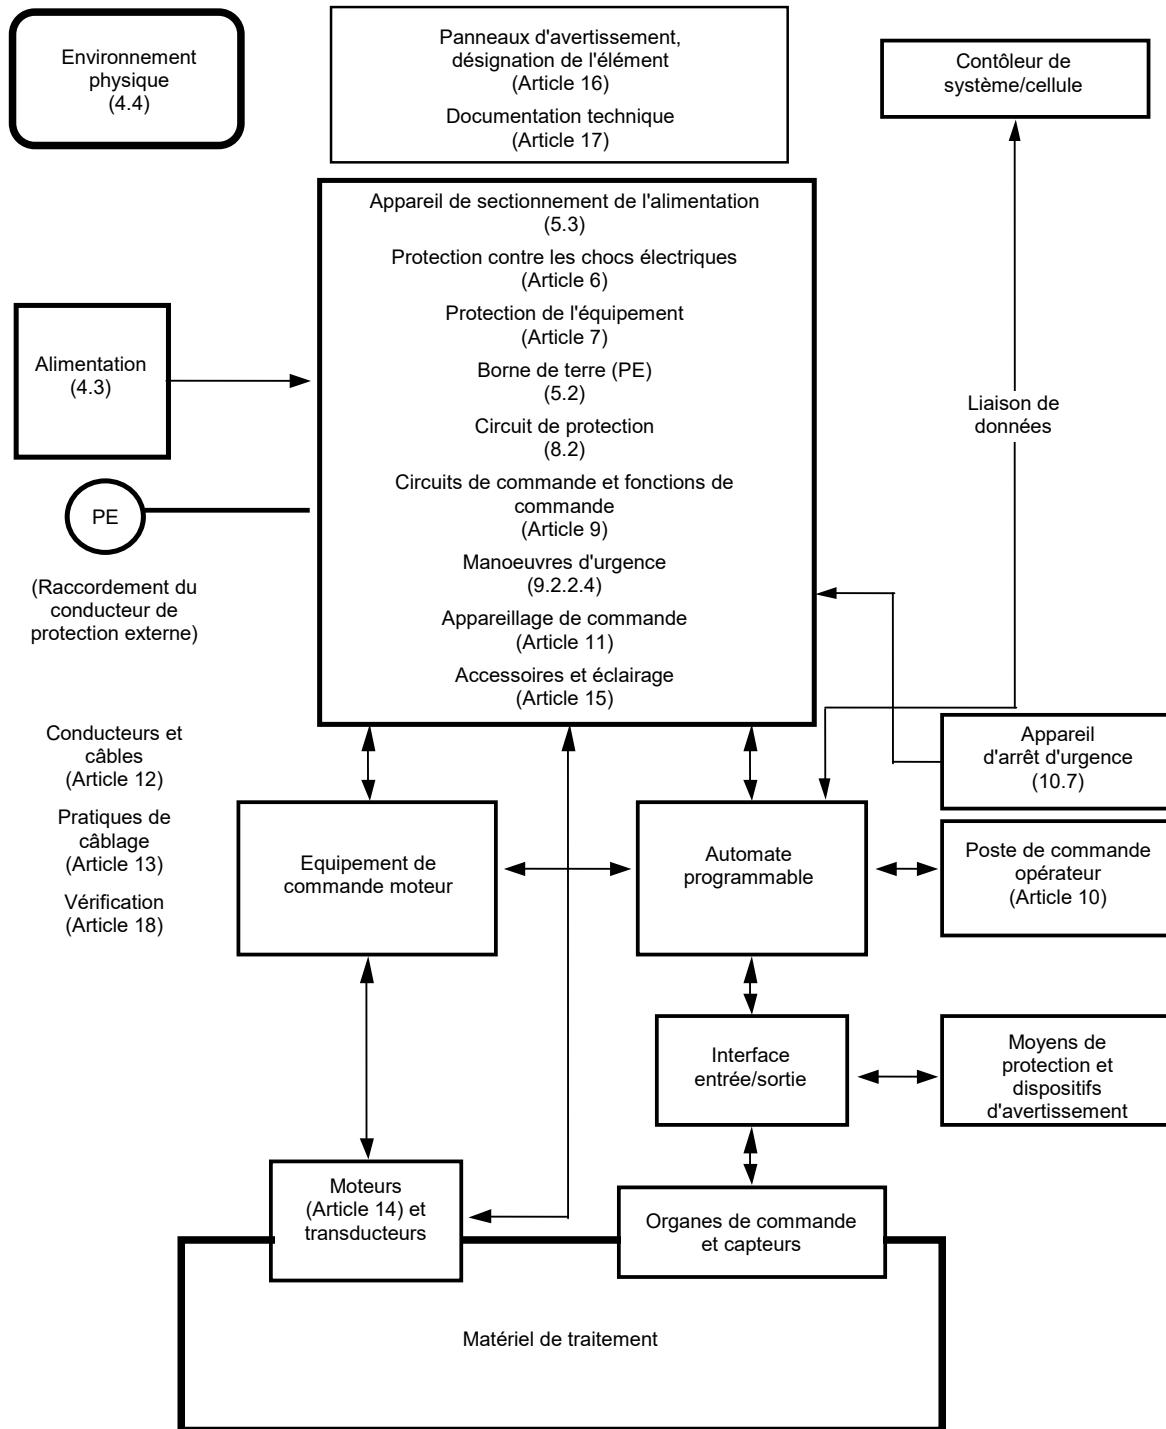 Environnement
physique
(4.4)
Panneaux d'avertissement,
désignation de l'élément
(Article 16)
Documentation technique
(Article 17)
Contôleur de
système/cellule
Appareil de sectionnement de l'alimentation
(5.3)
Protection contre les chocs électriques
(Article 6)
Protection de l'équipement
(Article 7)
Borne de terre (PE)
(5.2)
Circuit de protection
(8.2)
Circuits de commande et fonctions de
commande
(Article 9)
Manoeuvres d'urgence
(9.2.2.4)
Appareillage de commande
(Article 11)
Accessoires et éclairage
(Article 15)
Alimentation
(4.3)
PE
(Raccordement du
conducteur de
protection externe)
Liaison de
données
Conducteurs et
câbles
(Article 12)
Pratiques de
câblage
(Article 13)
Vérification
(Article 18)
Appareil
d'arrêt d'urgence
(10.7)
Equipement de
commande moteur
Automate
programmable
Poste de commande
opérateur
(Article 10)
Interface
entrée/sortie
Moyens de
protection et
dispositifs
d'avertissement
Moteurs
(Article 14) et
transducteurs
Organes de commande
et capteurs
Matériel de traitement